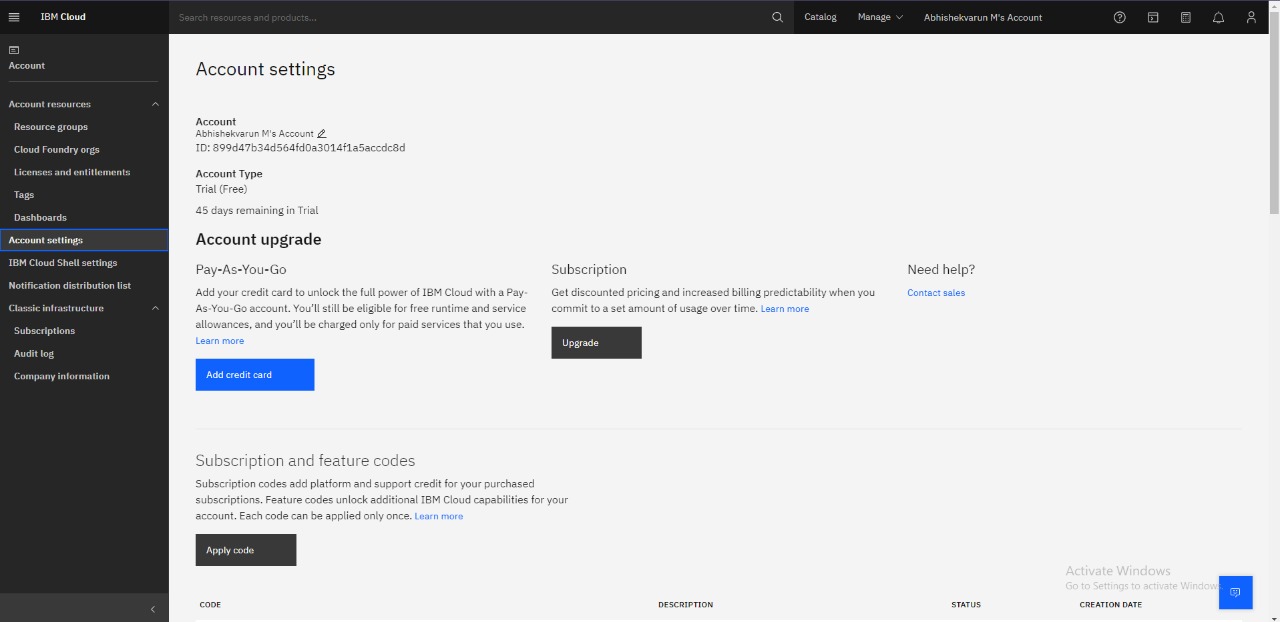 IBM Cloud
Search resources and products...
Catalog
Manage
Abhishekvarun M's Account
Account
Account resources
Resource groups
Cloud Foundry orgs
Licenses and entitlements
Tags
Dashboards
Account settings
IBM Cloud Shell settings
Notification distribution list
Classic infrastructure
Subscriptions
Audit log
Company information
Account settings
Account
Abhishekvarun M's Account
ID: 899d47b34d564fd0a3014f1a5accdc8d
Account Type
Trial (Free)
45 days remaining in Trial
Account upgrade
Pay-As-You-Go
Add your credit card to unlock the full power of IBM Cloud with a Pay-
As-You-Go account. You'll still be eligible for free runtime and service
allowances, and you'll be charged only for paid services that you use.
Learn more
Add credit card
Subscription
Get discounted pricing and increased billing predictability when you
commit to a set amount of usage over time. Learn more
Upgrade
Need help?
Contact sales
Subscription and feature codes
Subscription codes add platform and support credit for your purchased
subscriptions. Feature codes unlock additional IBM Cloud capabilities for your
account. Each code can be applied only once. Learn more
Apply code
CODE
DESCRIPTION
STATUS
CREATION DATE
Activate Windows
Go to Settings to activate Windows